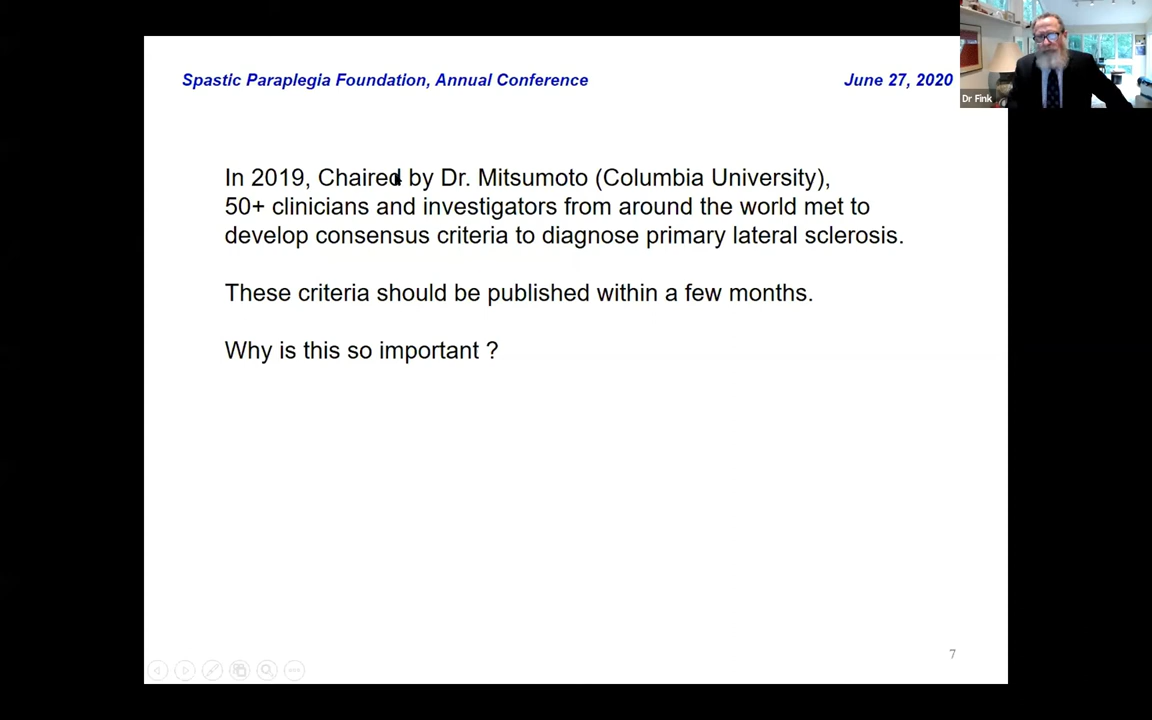 Spastic Paraplegia Foundation, Annual Conference
June 27, 2020
Dr Fink
In 2019, Chaired by Dr. Mitsumoto (Columbia University),
50+ clinicians and investigators from around the world met to
develop consensus criteria to diagnose primary lateral sclerosis.
These criteria should be published within a few months.
Why is this so important ?
7